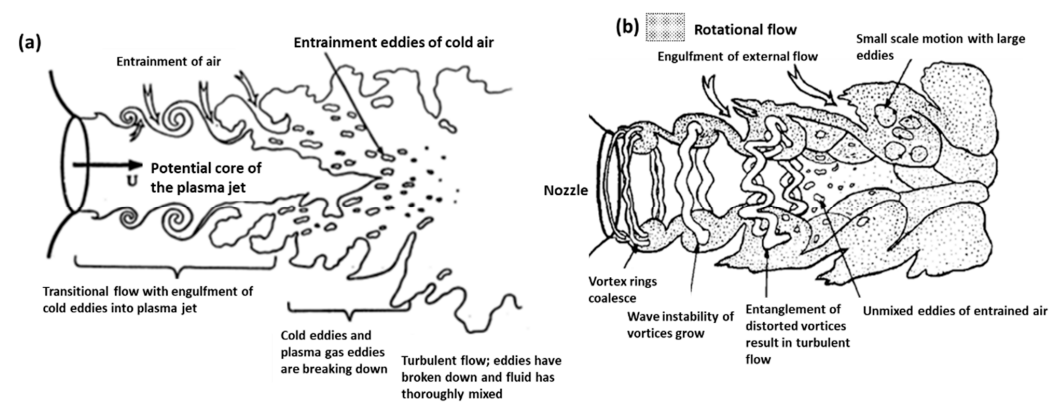 (a)
Entrainment of air
Entrainment eddies of cold air
U
Potential core of
the plasma jet
Transitional flow with engulfment of
cold eddies into plasma jet
Cold eddies and
plasma gas eddies
are breaking down
Turbulent flow; eddies have
broken down and fluid has
thoroughly mixed
(b)
Rotational flow
Engulfment of external flow
Small scale motion with large
eddies
Nozzle
Vortex rings
coalesce
Wave instability of
vortices grow
Entanglement of
distorted vortices
result in turbulent
flow
Unmixed eddies of entrained air